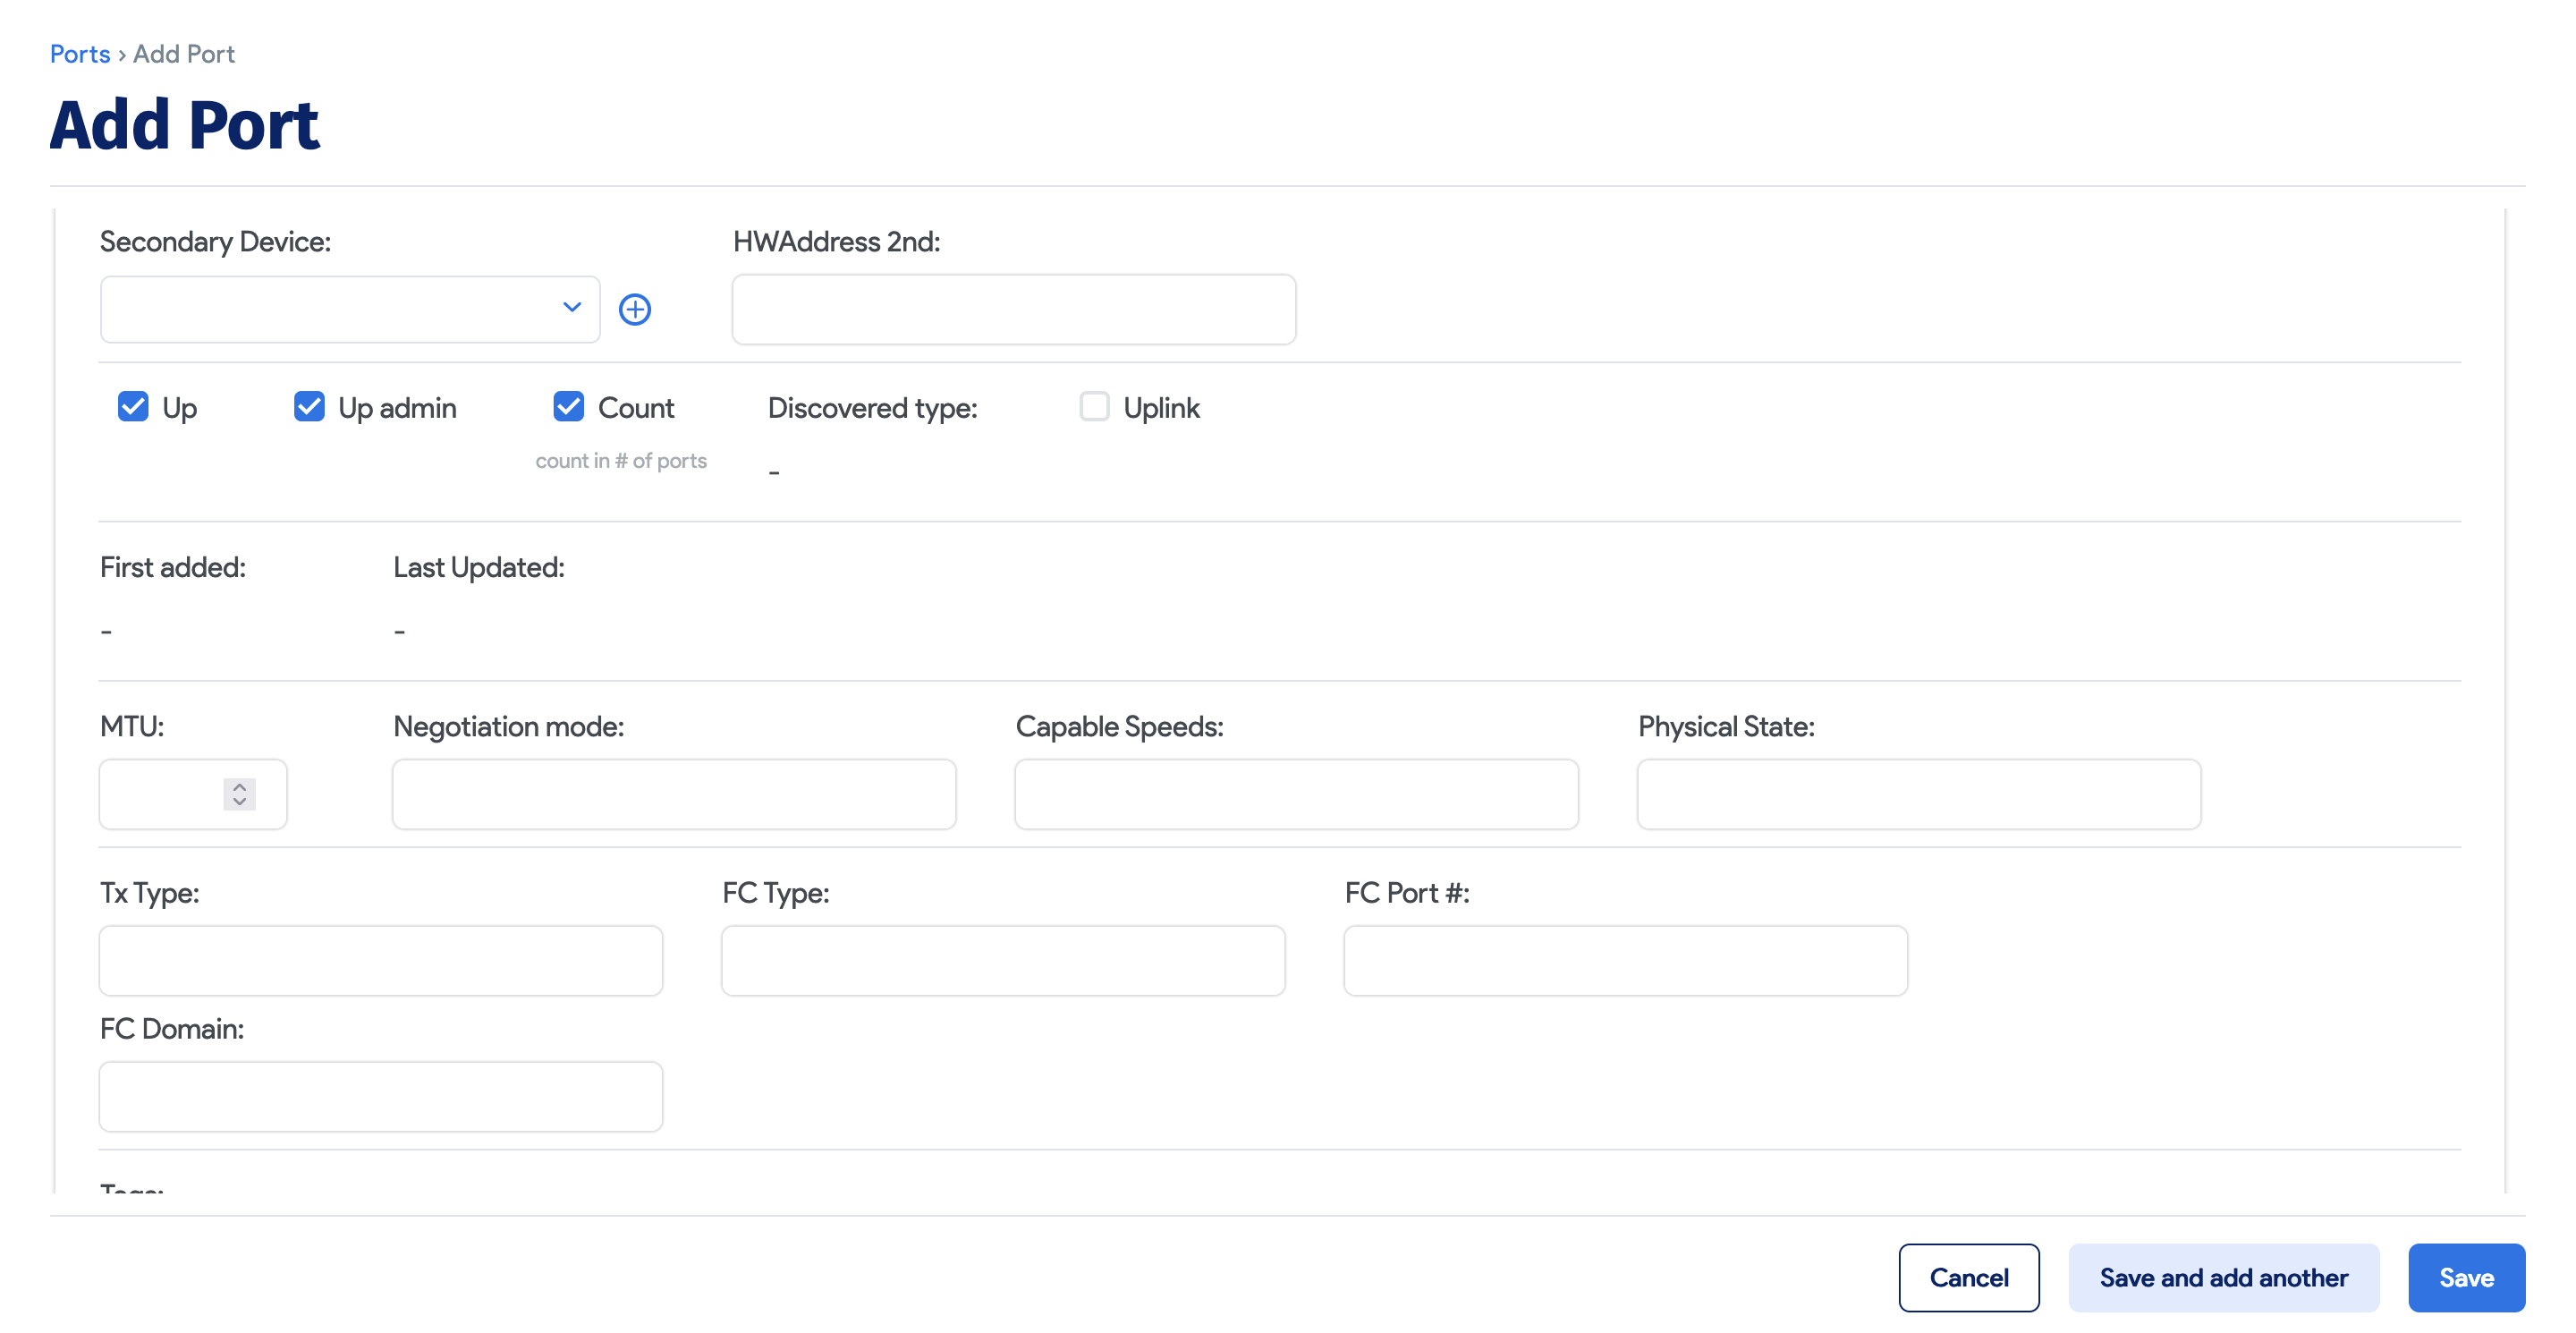 Ports › Add Port
Add Port
Secondary Device:
HWAddress 2nd:
Up
Up admin
Count
Discovered type:
Uplink
count in # of ports
-
First added:
Last Updated:
-
-
MTU:
Negotiation mode:
Capable Speeds:
Physical State:
Tx Type:
FC Type:
FC Port #:
FC Domain:
Tags:
Cancel
Save and add another
Save